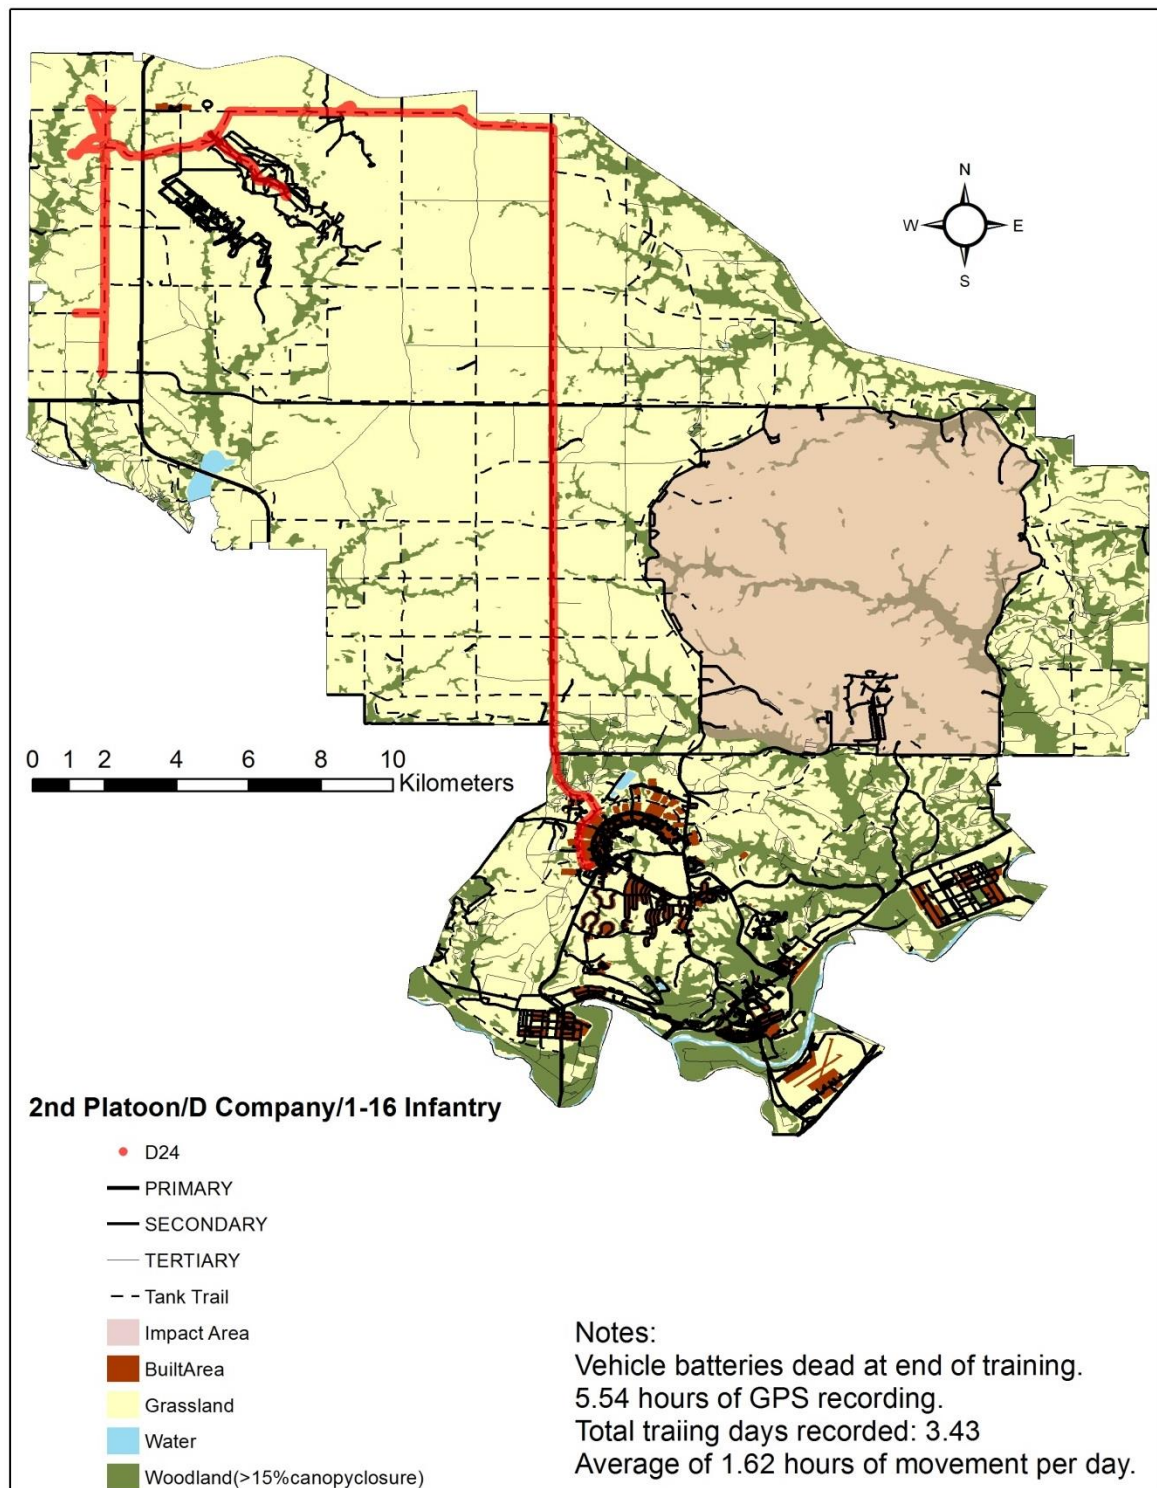 N
W E
S
0 1 2 4 6 8 10
Kilometers
2nd Platoon/D Company/1-16 Infantry
D24
PRIMARY
SECONDARY
TERTIARY
Tank Trail
Impact Area
BuiltArea
Grassland
Water
Woodland(>15%canopyclosure)
Notes:
Vehicle batteries dead at end of training.
5.54 hours of GPS recording.
Total traiing days recorded: 3.43
Average of 1.62 hours of movement per day.